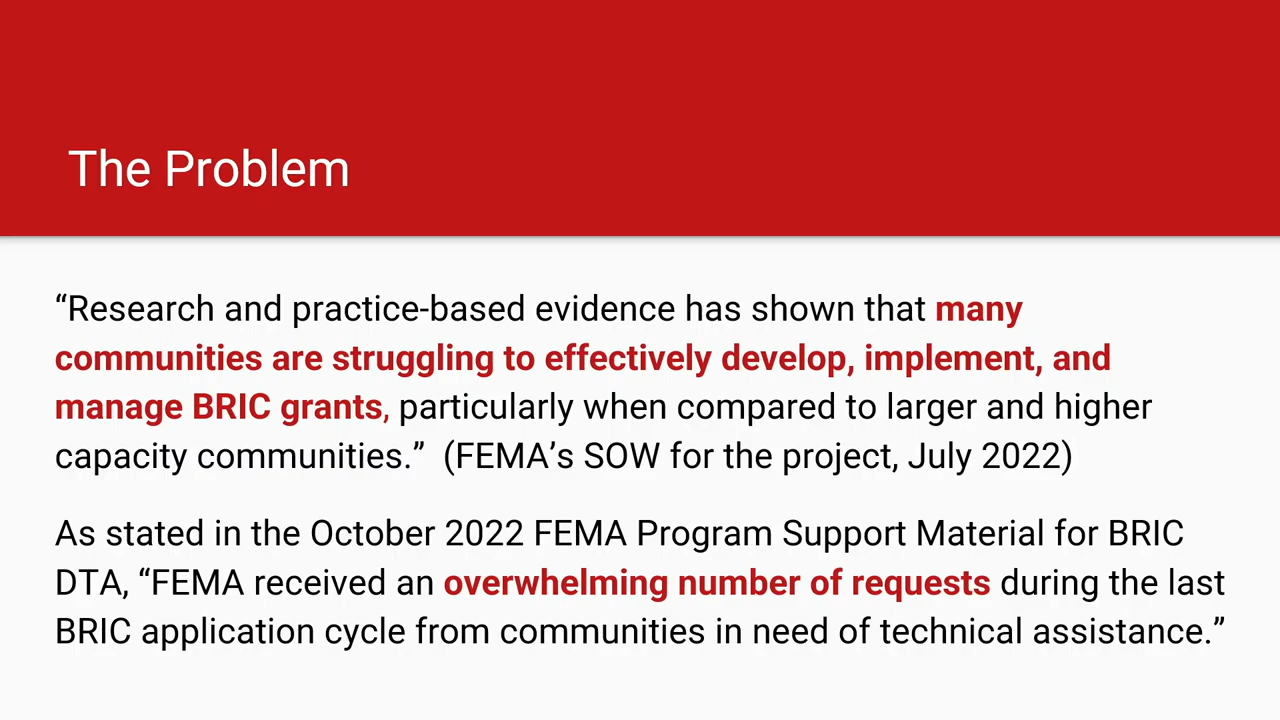 The Problem
“Research and practice-based evidence has shown that many
communities are struggling to effectively develop, implement, and
manage BRIC grants, particularly when compared to larger and higher
capacity communities.”  (FEMA’s SOW for the project, July 2022)
As stated in the October 2022 FEMA Program Support Material for BRIC
DTA, “FEMA received an overwhelming number of requests during the last
BRIC application cycle from communities in need of technical assistance.”